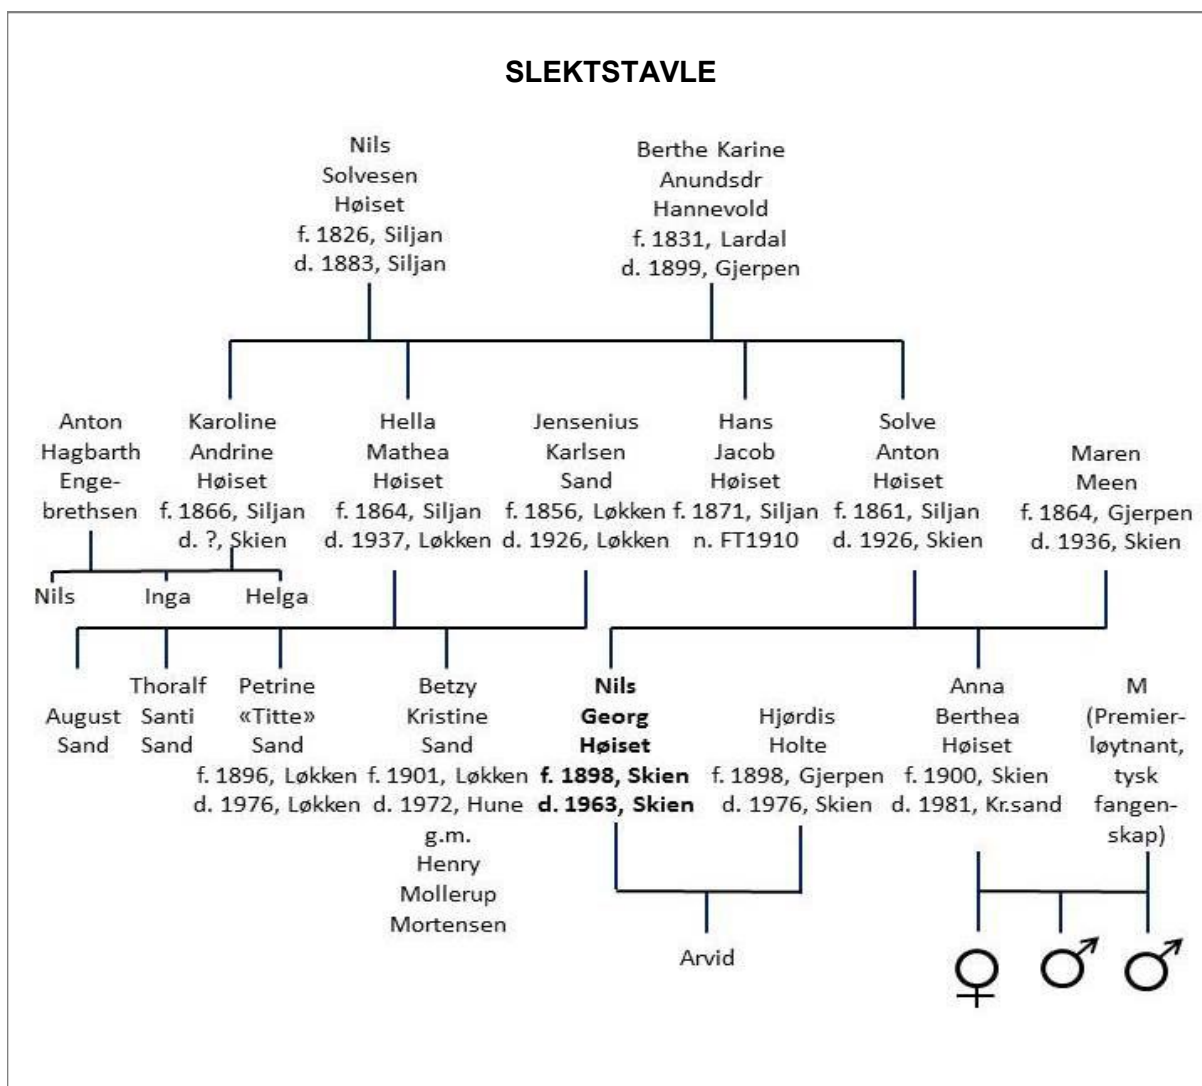 SLEKTSTAVLE
Nils
Solvesen
Høiset
f. 1826, Siljan
d. 1883, Siljan
Berthe Karine
Anundsdr
Hannevold
f. 1831, Lardal
d. 1899, Gjerpen
Anton
Hagbarth
Enge-
brethsen
Karoline
Andrine
Høiset
f. 1866, Siljan
d. ?, Skien
Hella
Mathea
Høiset
f. 1864, Siljan
d. 1937, Løkken
Jensenius
Karlsen
Sand
f. 1856, Løkken
d. 1926, Løkken
Hans
Jacob
Høiset
f. 1871, Siljan
n. FT1910
Solve
Anton
Høiset
f. 1861, Siljan
d. 1926, Skien
Maren
Meen
f. 1864, Gjerpen
d. 1936, Skien
Nils
Inga
Helga
August
Sand
Thoralf
Santi
Sand
Petrine
«Titte»
Sand
f. 1896, Løkken
d. 1976, Løkken
Betzy
Kristine
Sand
f. 1901, Løkken
d. 1972, Hune
g.m.
Henry
Mollerup
Mortensen
Nils
Georg
Høiset
f. 1898, Skien
d. 1963, Skien
Hjørdis
Holte
f. 1898, Gjerpen
d. 1976, Skien
Anna
Berthea
Høiset
f. 1900, Skien
d. 1981, Kr.sand
M
(Premier-
løytnant,
tysk
fangen-
skap)
Arvid